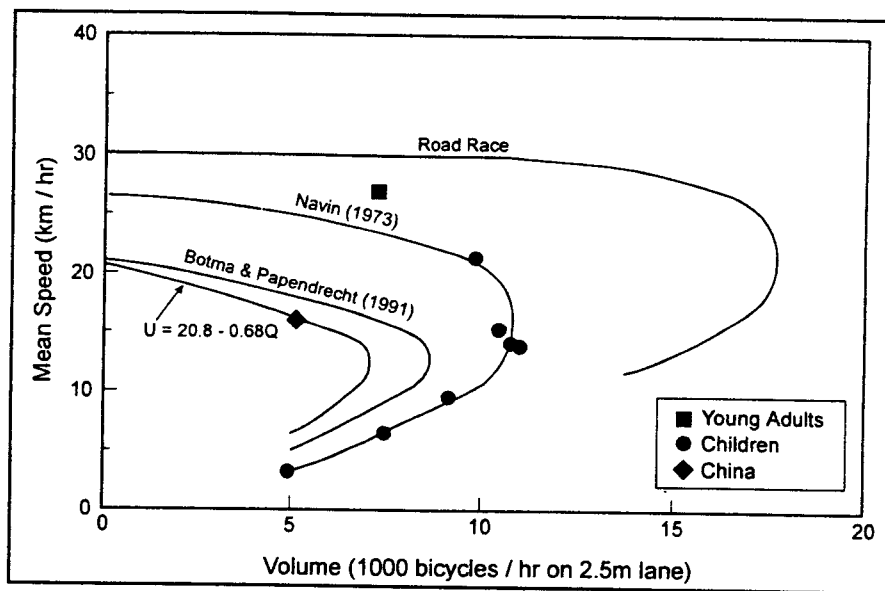 40
30
20
10
0
Mean Speed (km / hr)
Road Race
Navin (1973)
Botma & Papendrecht (1991)
U = 20.8 - 0.68Q
Young Adults
Children
China
0
5
10
15
20
Volume (1000 bicycles / hr on 2.5m lane)